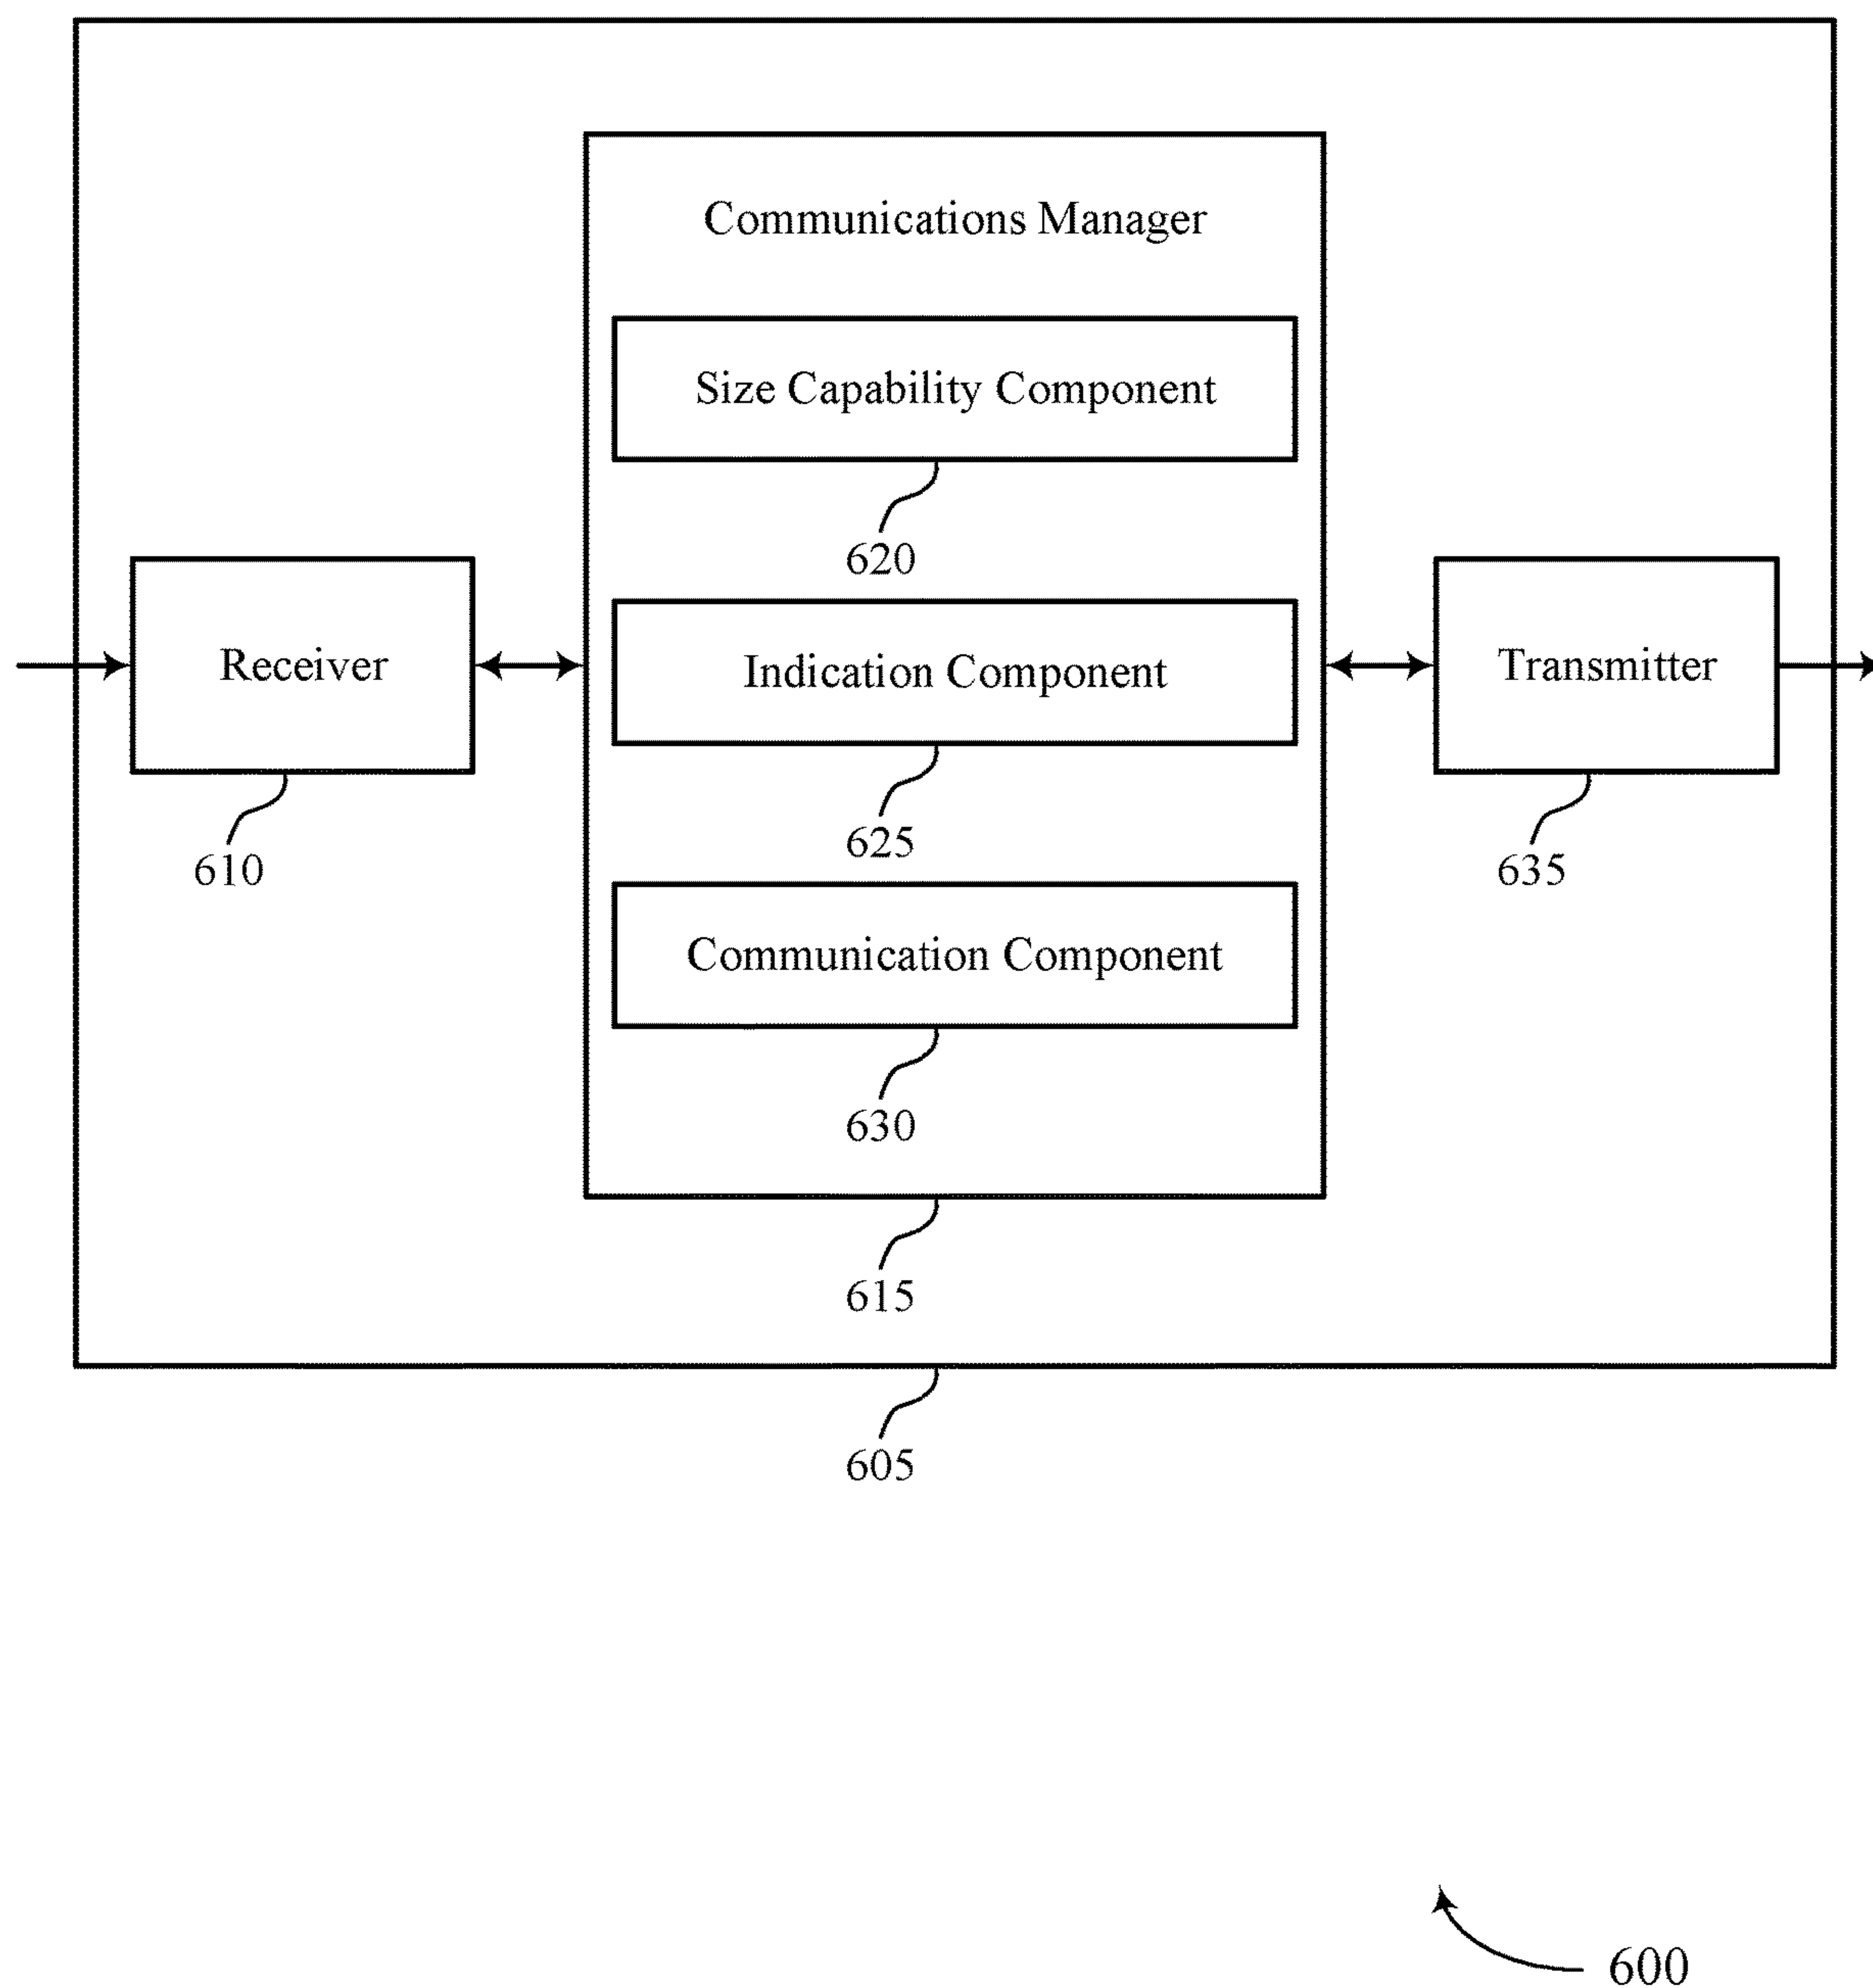 Communications Manager
Size Capability Component
620
Receiver
Indication Component
Transmitter
610
625
635
Communication Component
630
615
605
600